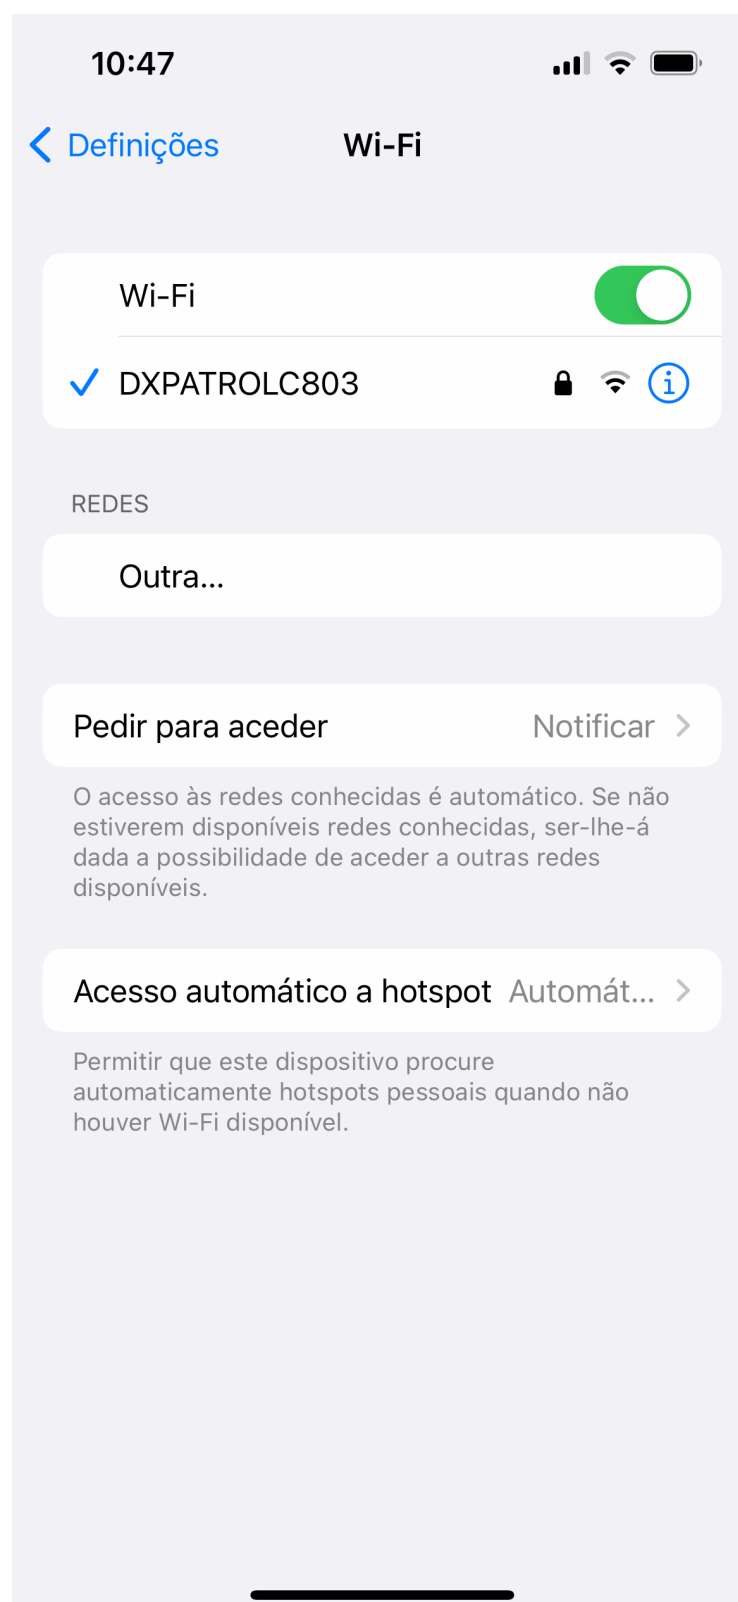 10:47
Definições
Wi-Fi
Wi-Fi
DXPATROLC803
REDES
Outra...
Pedir para aceder Notificar
O acesso às redes conhecidas é automático. Se não
estiverem disponíveis redes conhecidas, ser-lhe-á
dada a possibilidade de aceder a outras redes
disponíveis.
Acesso automático a hotspot Automát...
Permitir que este dispositivo procure
automaticamente hotspots pessoais quando não
houver Wi-Fi disponível.